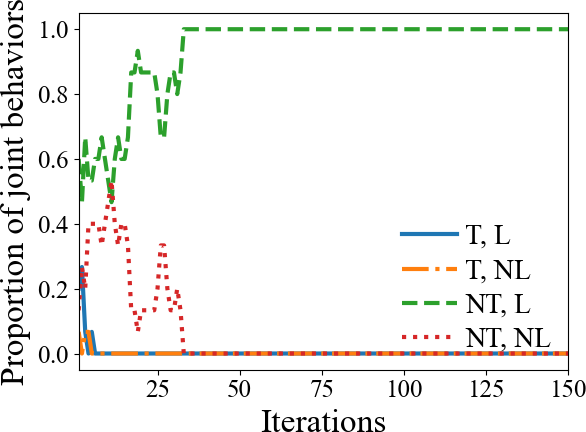 Proportion of joint behaviors
1.0
0.8
0.6
0.4
0.2
0.0
T, L
T, NL
NT, L
NT, NL
25 50 75 100 125 150
Iterations